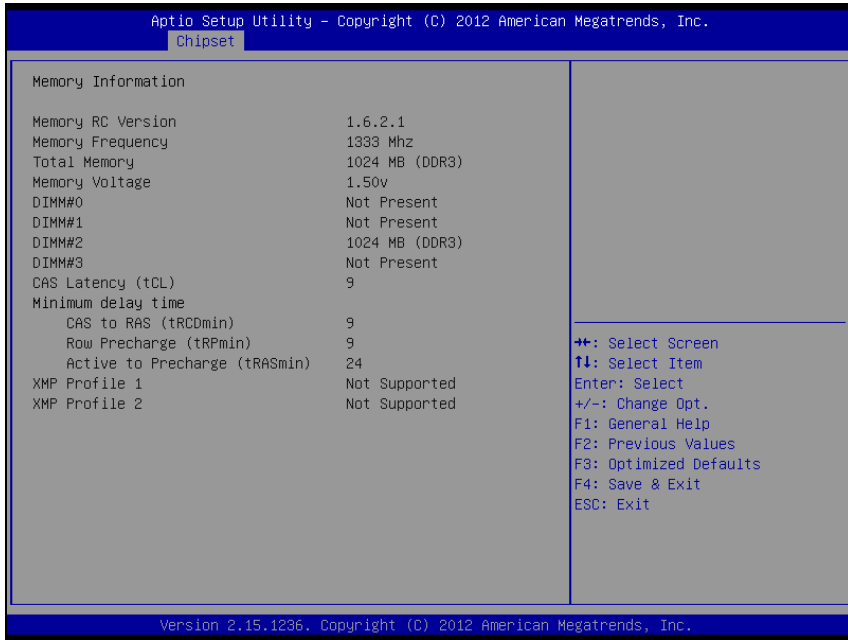 Aptio Setup Utility - Copyright (C) 2012 American Megatrends, Inc.
Chipset
Memory Information
Memory RC Version 1.6.2.1
Memory Frequency 1333 Mhz
Total Memory 1024 MB (DDR3)
Memory Voltage 1.50v
DIMM#0 Not Present
DIMM#1 Not Present
DIMM#2 1024 MB (DDR3)
DIMM#3 Not Present
CAS Latency (tCL) 9
Minimum delay time
CAS to RAS (tRCDmin) 9
Row Precharge (tRPmin) 9
Active to Precharge (tRASmin) 24
XMP Profile 1 Not Supported
XMP Profile 2 Not Supported
→←: Select Screen
↑↓: Select Item
Enter: Select
+/-: Change Opt.
F1: General Help
F2: Previous Values
F3: Optimized Defaults
F4: Save & Exit
ESC: Exit
Version 2.15.1236. Copyright (C) 2012 American Megatrends, Inc.